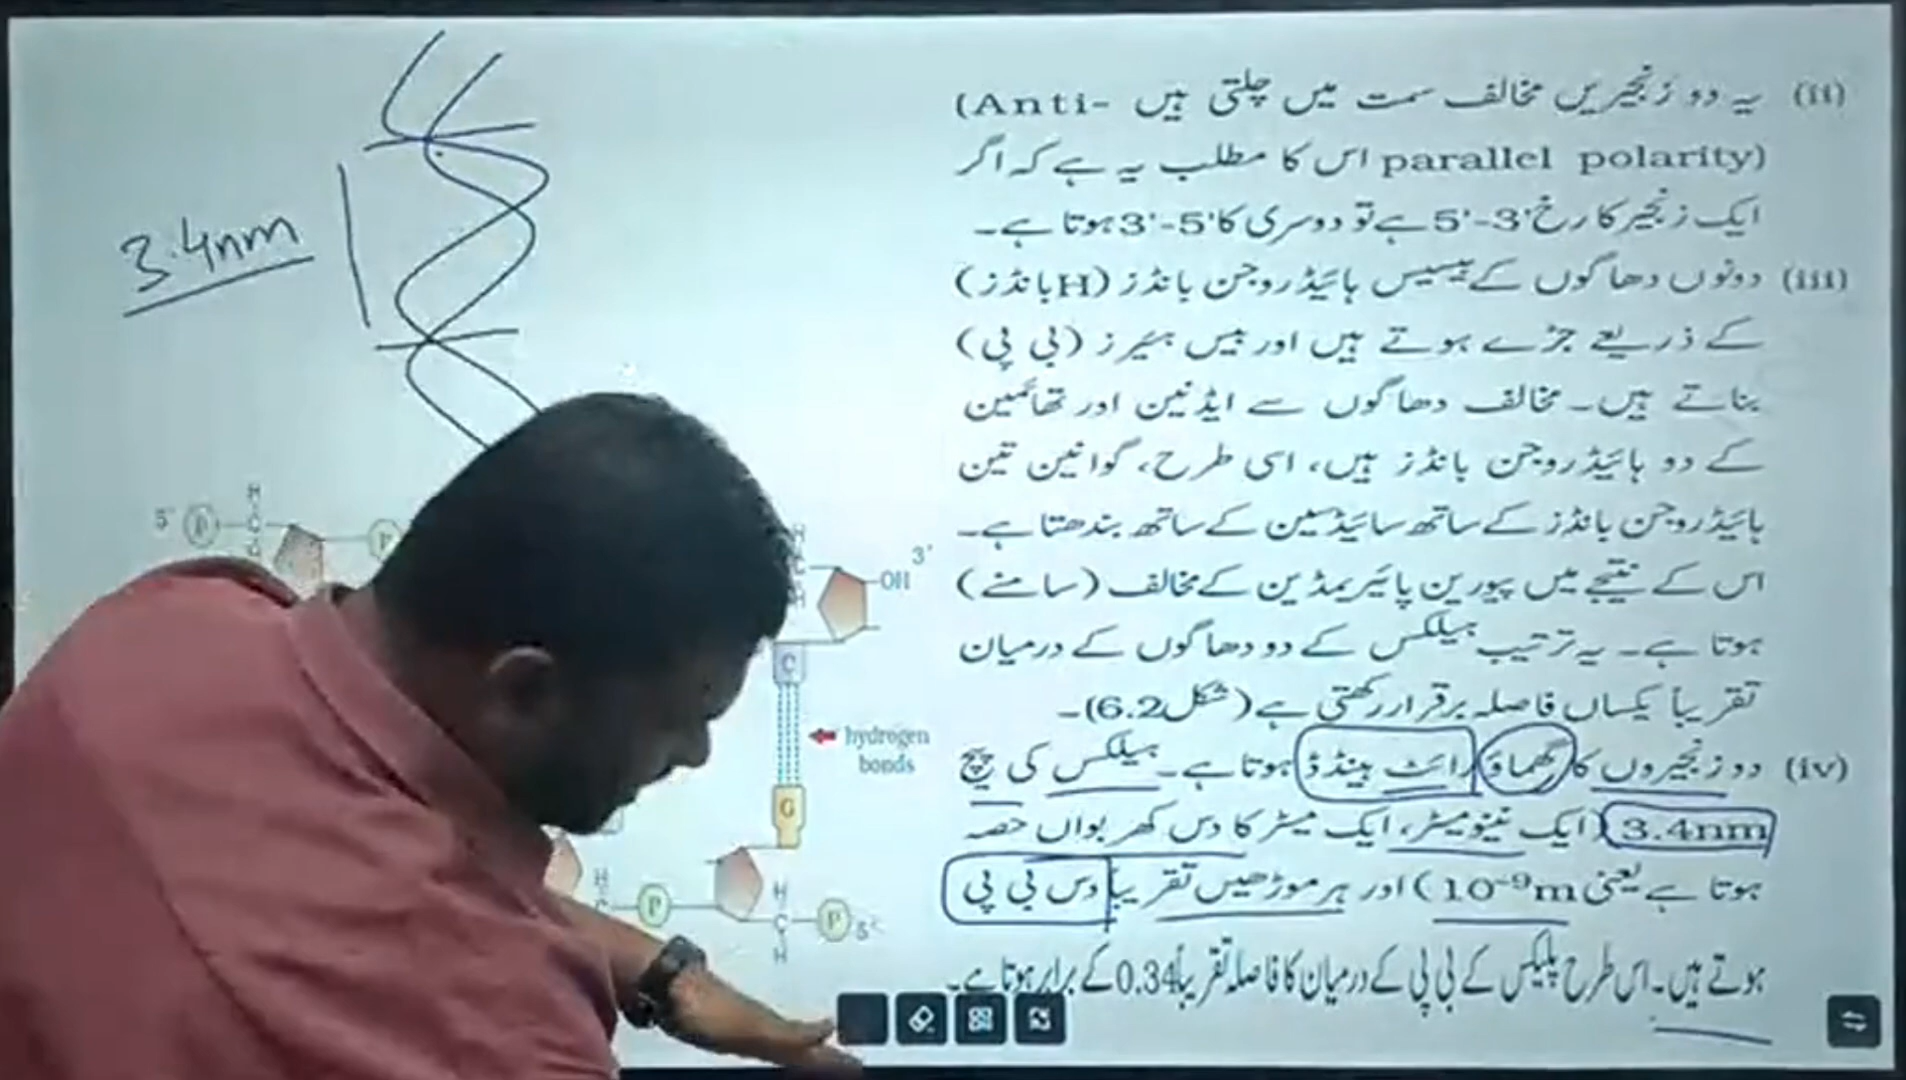 3.4nm
(ii) یہ دو زنجیریں مخالف سمت میں چلتی ہیں (Anti-
parallel polarity) اس کا مطلب یہ ہے کہ اگر
ایک زنجیر کا رخ 5'-3' ہے تو دوسری کا 3'-5' ہوتا ہے۔
(iii) دونوں دھاگوں کے بیسیس ہائیڈروجن بانڈز (H بانڈز)
کے ذریعے جڑے ہوتے ہیں اور بیس پیئرز (بی پی)
بناتے ہیں۔ مخالف دھاگوں سے ایڈنین اور تھائمین
کے دو ہائیڈروجن بانڈز ہیں، اسی طرح، گوانین تین
ہائیڈروجن بانڈز کے ساتھ سائیڈسین کے ساتھ بندھتا ہے۔
اس کے نتیجے میں پیورین پائیریمڈین کے مخالف (سامنے)
ہوتا ہے۔ یہ ترتیب ہیلکس کے دو دھاگوں کے درمیان
تقریباً یکساں فاصلہ برقرار رکھتی ہے (شکل 6.2)۔
(iv) دو زنجیروں کا گھماؤ رائٹ ہینڈڈ ہوتا ہے۔ ہیلکس کی پیچ
3.4nm (ایک نینومیٹر، ایک میٹر کا دس کھربواں حصہ
ہوتا ہے یعنی 10⁻⁹m) اور ہر موڑھیں تقریباً دس بی پی
ہوتے ہیں۔ اس طرح ہلیکس کے بی پی کے درمیان کا فاصلہ تقریباً 0.34 کے برابر ہوتا ہے۔
5' P H C P
H C H OH 3'
C
hydrogen
bonds
G
H C P H C H P 5'